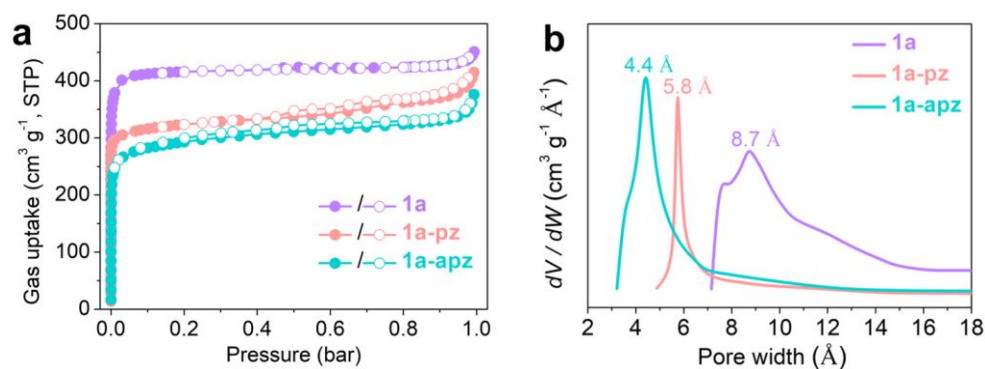 a
Gas uptake (cm³ g⁻¹, STP)
500
400
300
200
100
0
/ 1a
/ 1a-pz
/ 1a-apz
0.0 0.2 0.4 0.6 0.8 1.0
Pressure (bar)
b
dV / dW (cm³ g⁻¹ Å⁻¹)
4.4 Å
5.8 Å
8.7 Å
1a
1a-pz
1a-apz
2 4 6 8 10 12 14 16 18
Pore width (Å)